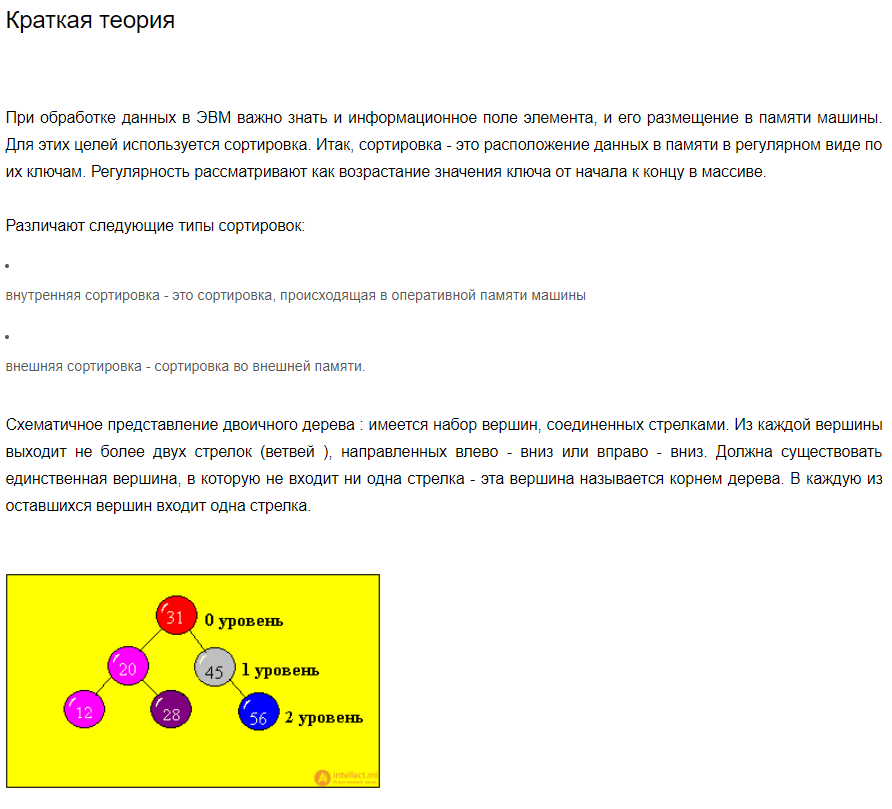 Краткая теория
При обработке данных в ЭВМ важно знать и информационное поле элемента, и его размещение в памяти машины.
Для этих целей используется сортировка. Итак, сортировка - это расположение данных в памяти в регулярном виде по
их ключам. Регулярность рассматривают как возрастание значения ключа от начала к концу в массиве.
Различают следующие типы сортировок:
внутренняя сортировка - это сортировка, происходящая в оперативной памяти машины
внешняя сортировка - сортировка во внешней памяти.
Схематичное представление двоичного дерева : имеется набор вершин, соединенных стрелками. Из каждой вершины
выходит не более двух стрелок (ветвей ), направленных влево - вниз или вправо - вниз. Должна существовать
единственная вершина, в которую не входит ни одна стрелка - эта вершина называется корнем дерева. В каждую из
оставшихся вершин входит одна стрелка.
31 0 уровень
20 45 1 уровень
12 28 56 2 уровень
intellect.ml